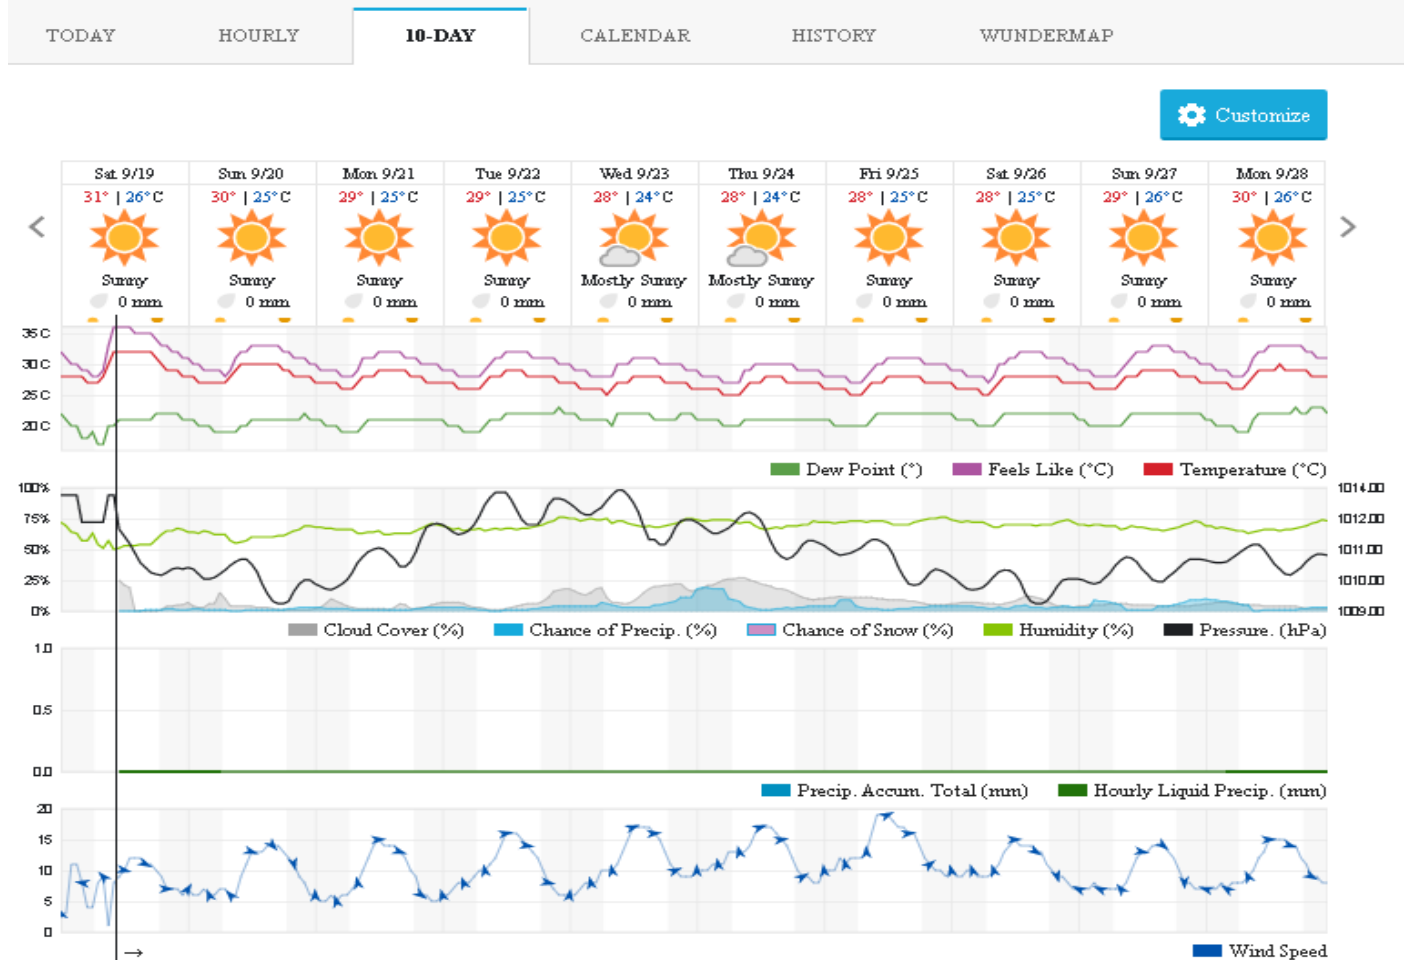 TODAY HOURLY 10-DAY CALENDAR HISTORY WUNDERMAP
Customize
Sat 9/19 Sun 9/20 Mon 9/21 Tue 9/22 Wed 9/23 Thu 9/24 Fri 9/25 Sat 9/26 Sun 9/27 Mon 9/28
31° | 26°C 30° | 25°C 29° | 25°C 29° | 25°C 28° | 24°C 28° | 24°C 28° | 25°C 28° | 25°C 29° | 26°C 30° | 26°C
Sunny Sunny Sunny Sunny Mostly Sunny Mostly Sunny Sunny Sunny Sunny Sunny
0 mm 0 mm 0 mm 0 mm 0 mm 0 mm 0 mm 0 mm 0 mm 0 mm
35 C
30 C
25 C
20 C
Dew Point (°) Feels Like (°C) Temperature (°C)
100% 1014.00
75% 1012.00
50% 1011.00
25% 1010.00
0% 1009.00
Cloud Cover (%) Chance of Precip. (%) Chance of Snow (%) Humidity (%) Pressure. (hPa)
1.0
0.5
0.0
Precip. Accum. Total (mm) Hourly Liquid Precip. (mm)
20
15
10
5
0
→
Wind Speed